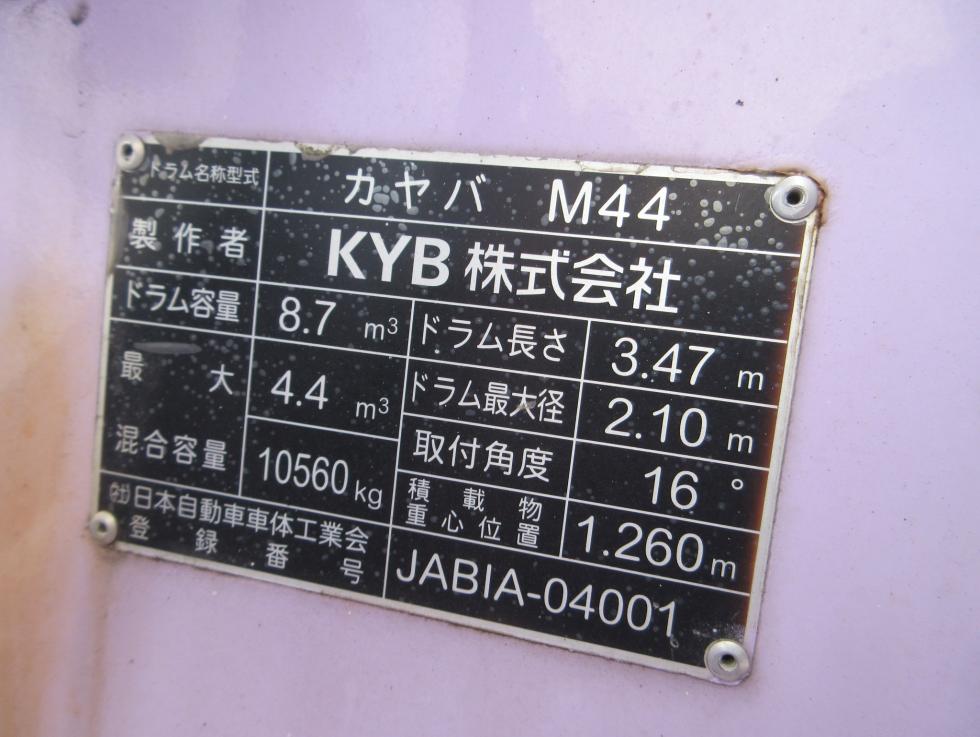 ドラム名称型式 カヤバ M44
製作者 KYB 株式会社
ドラム容量 8.7 m³ ドラム長さ 3.47 m
最大混合容量 4.4 m³ ドラム最大径 2.10 m
10560 kg 取付角度 16 °
積載物重心位置 1.260 m
(社)日本自動車車体工業会
登録番号 JABIA-04001